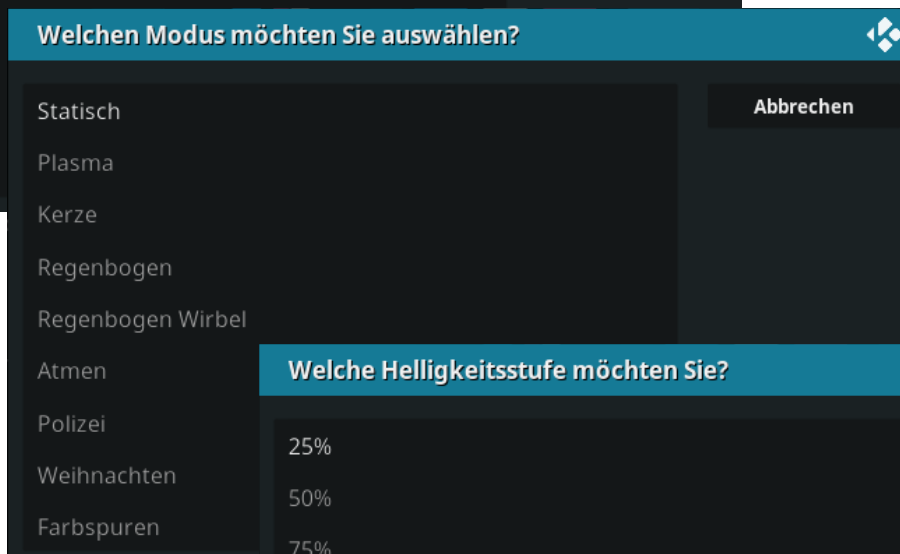 Welchen Modus möchten Sie auswählen?
Statisch
Abbrechen
Plasma
Kerze
Regenbogen
Regenbogen Wirbel
Atmen
Polizei
Weihnachten
Farbspuren
Welche Helligkeitsstufe möchten Sie?
25%
50%
75%